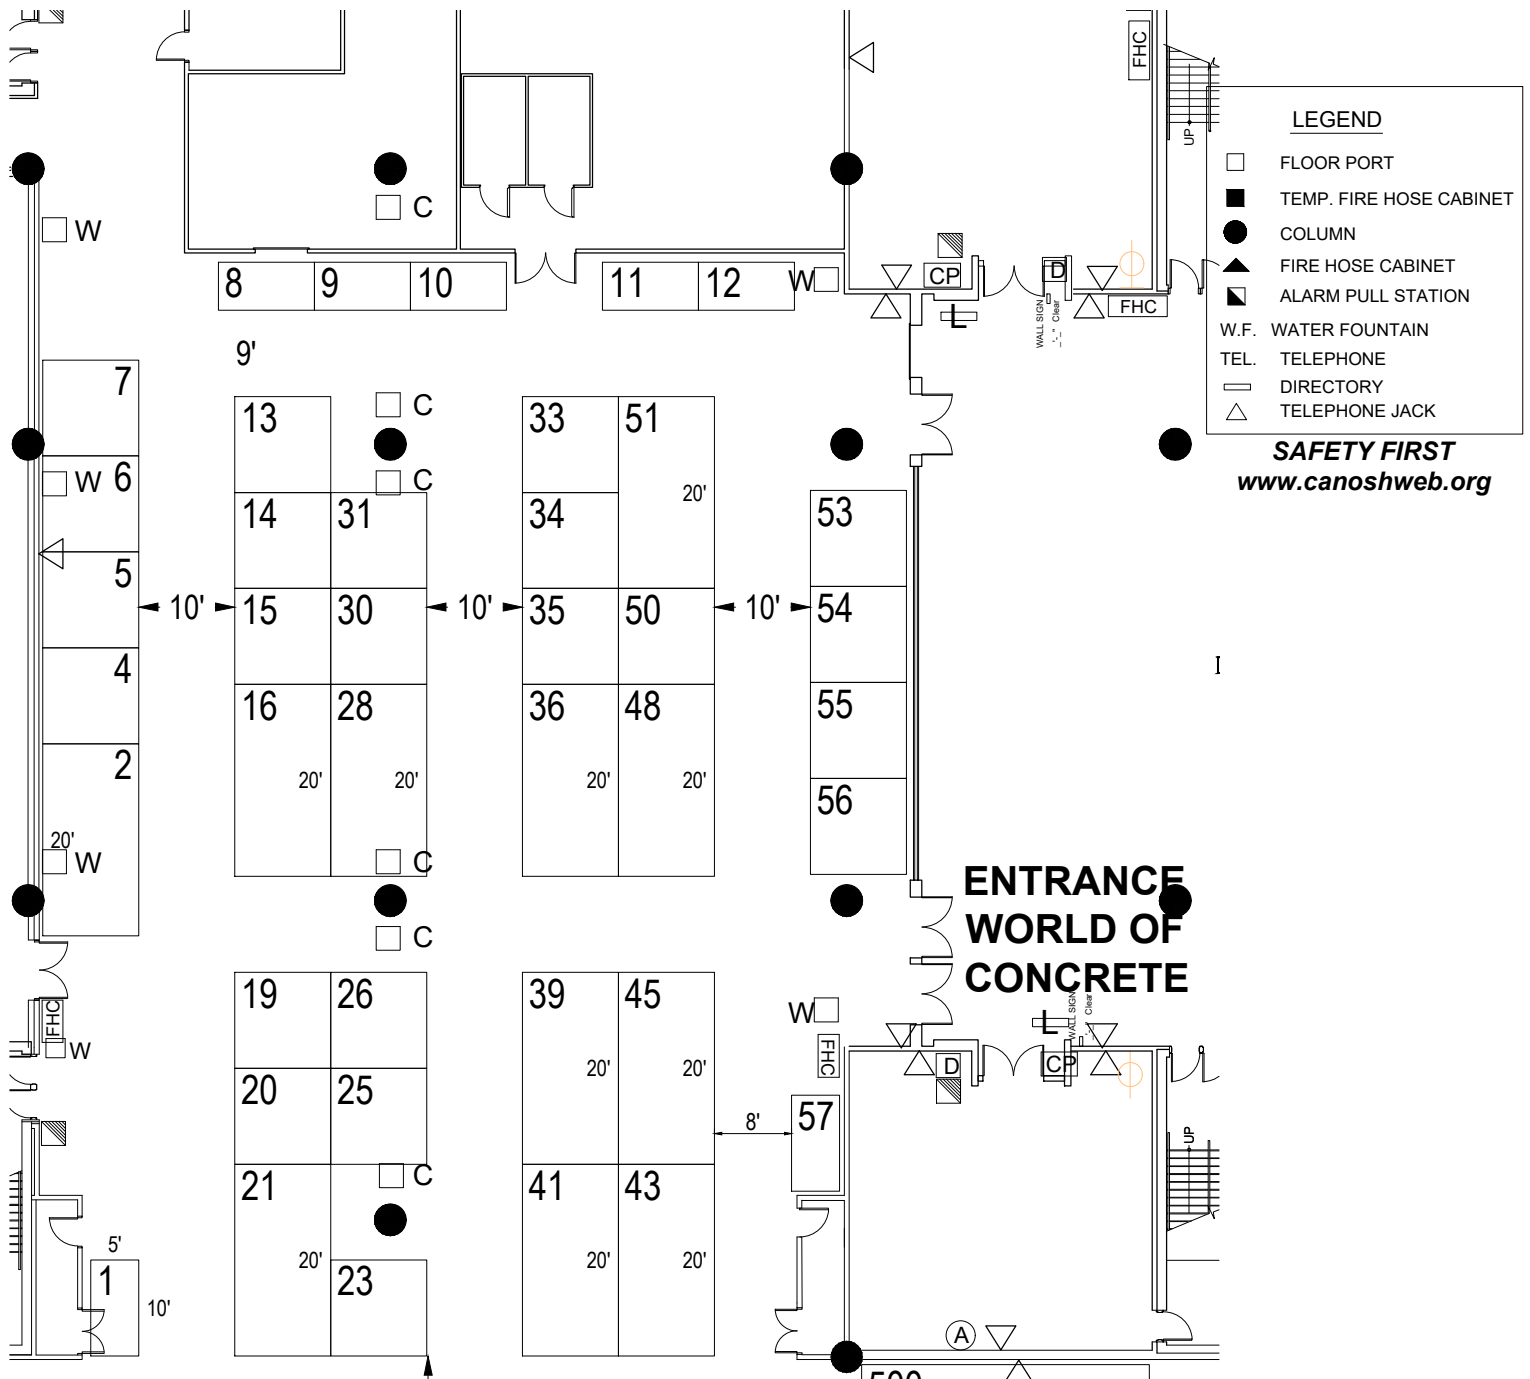 FHC
UP
LEGEND
FLOOR PORT
TEMP. FIRE HOSE CABINET
COLUMN
FIRE HOSE CABINET
ALARM PULL STATION
W.F. WATER FOUNTAIN
TEL. TELEPHONE
DIRECTORY
TELEPHONE JACK
SAFETY FIRST
www.canoshweb.org
C
W
8 9 10 11 12 W
CP D
FHC
L
WALL SIGN
'-_" Clear
9'
7
13 C 33 51
W 6 C
20'
14 31 34 53
5
10' 15 10' 30 35 50 10' 54
I
4
16 28 36 48 55
2
20' 20' 20' 20'
56
20'
W C
ENTRANCE
WORLD OF
CONCRETE
C
19 26 39 45
W
L
WALL SIGN
'-_" Clear
FHC
W
FHC
D CP
20' 20'
20 25
57
8'
UP
C
21 41 43
5'
20' 20' 20'
1 23
10'
A